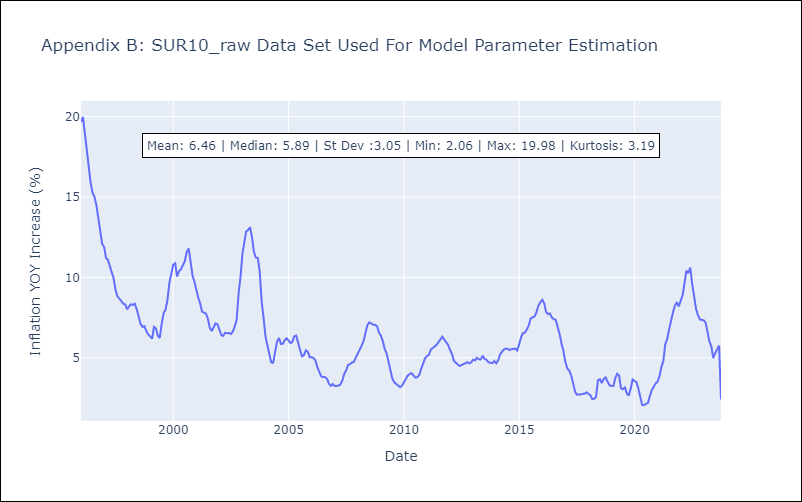 Appendix B: SUR10_raw Data Set Used For Model Parameter Estimation
20
Mean: 6.46 | Median: 5.89 | St Dev :3.05 | Min: 2.06 | Max: 19.98 | Kurtosis: 3.19
15
Inflation YOY Increase (%)
10
5
2000 2005 2010 2015 2020
Date